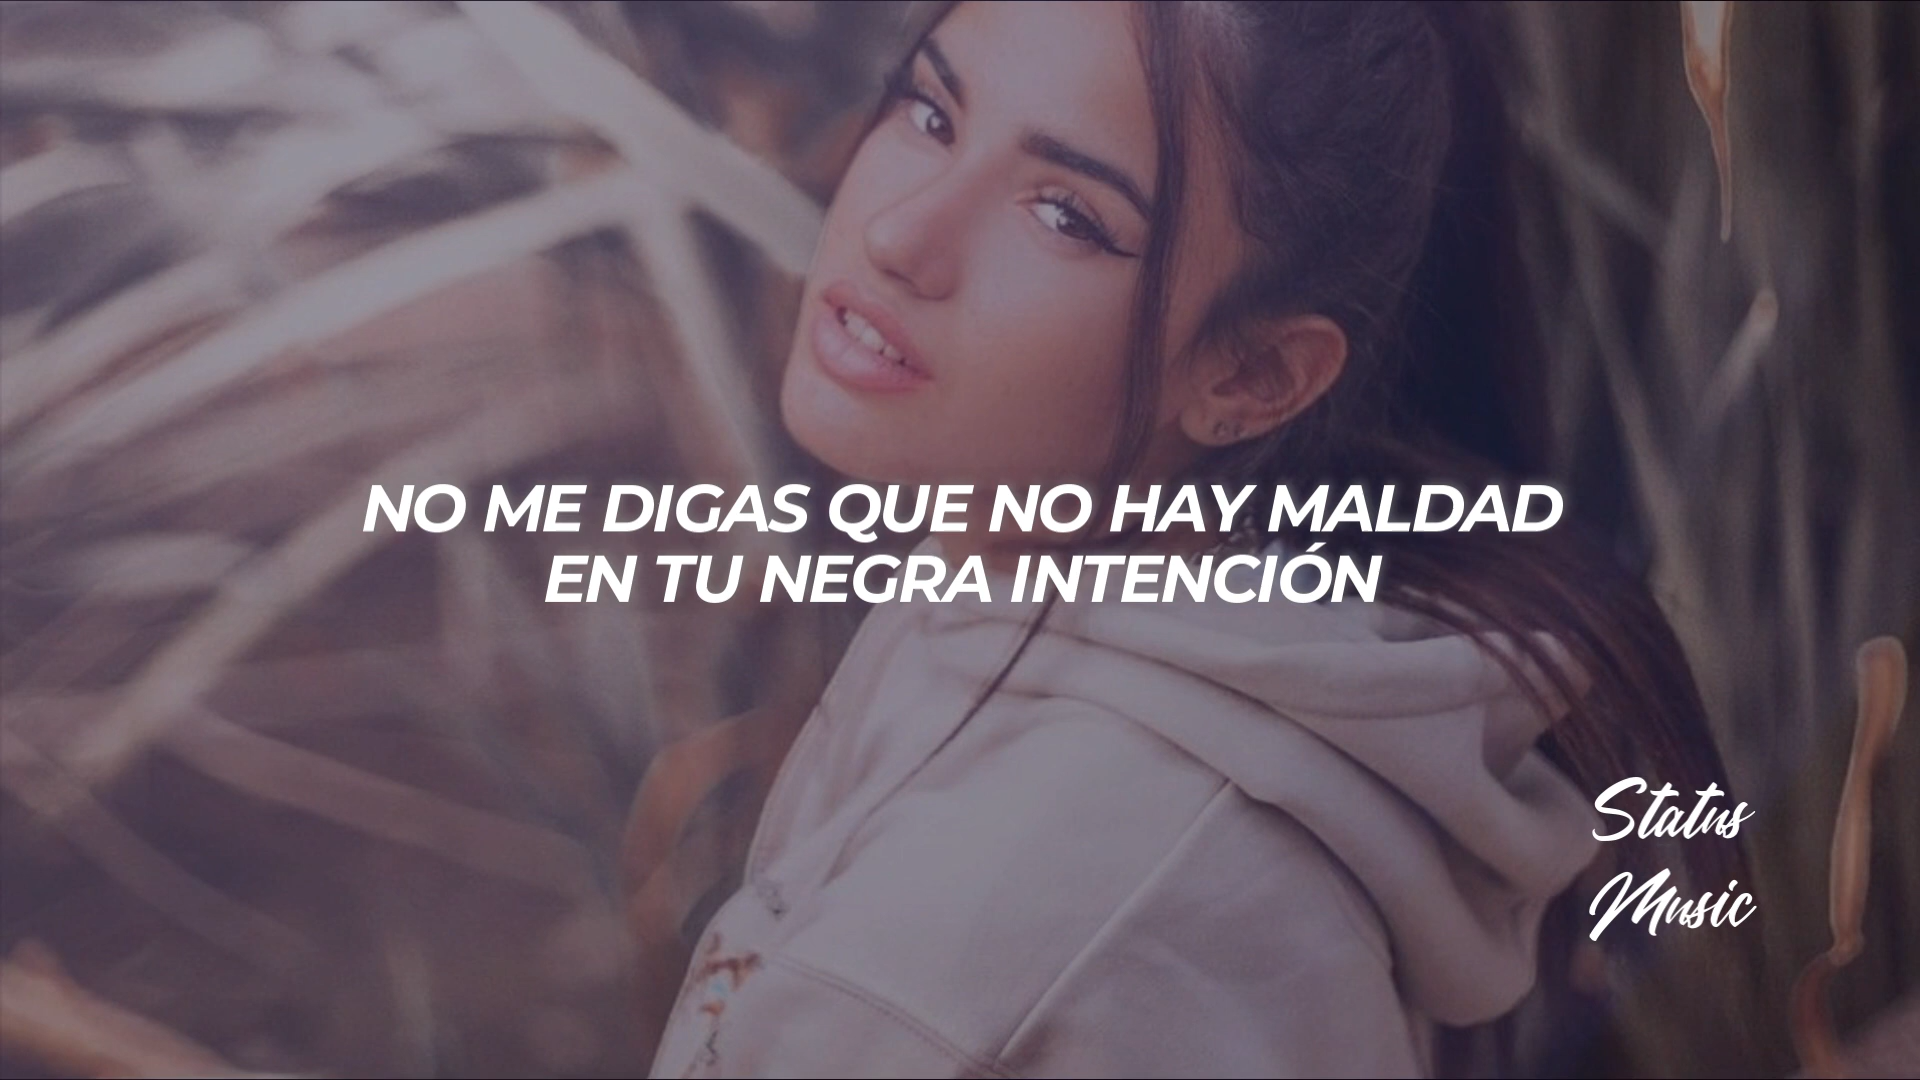 NO ME DIGAS QUE NO HAY MALDAD
EN TU NEGRA INTENCIÓN
Status
Music